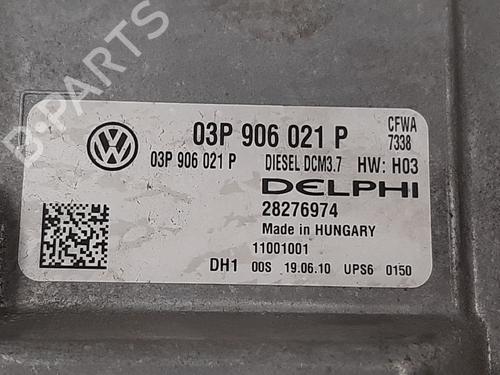 B-PARTS
03P 906 021 P
CFWA
7338
03P 906 021 P DIESEL DCM3.7 HW: H03
DELPHI
28276974
Made in HUNGARY
11001001
DH1 00S 19.06.10 UPS6 0150